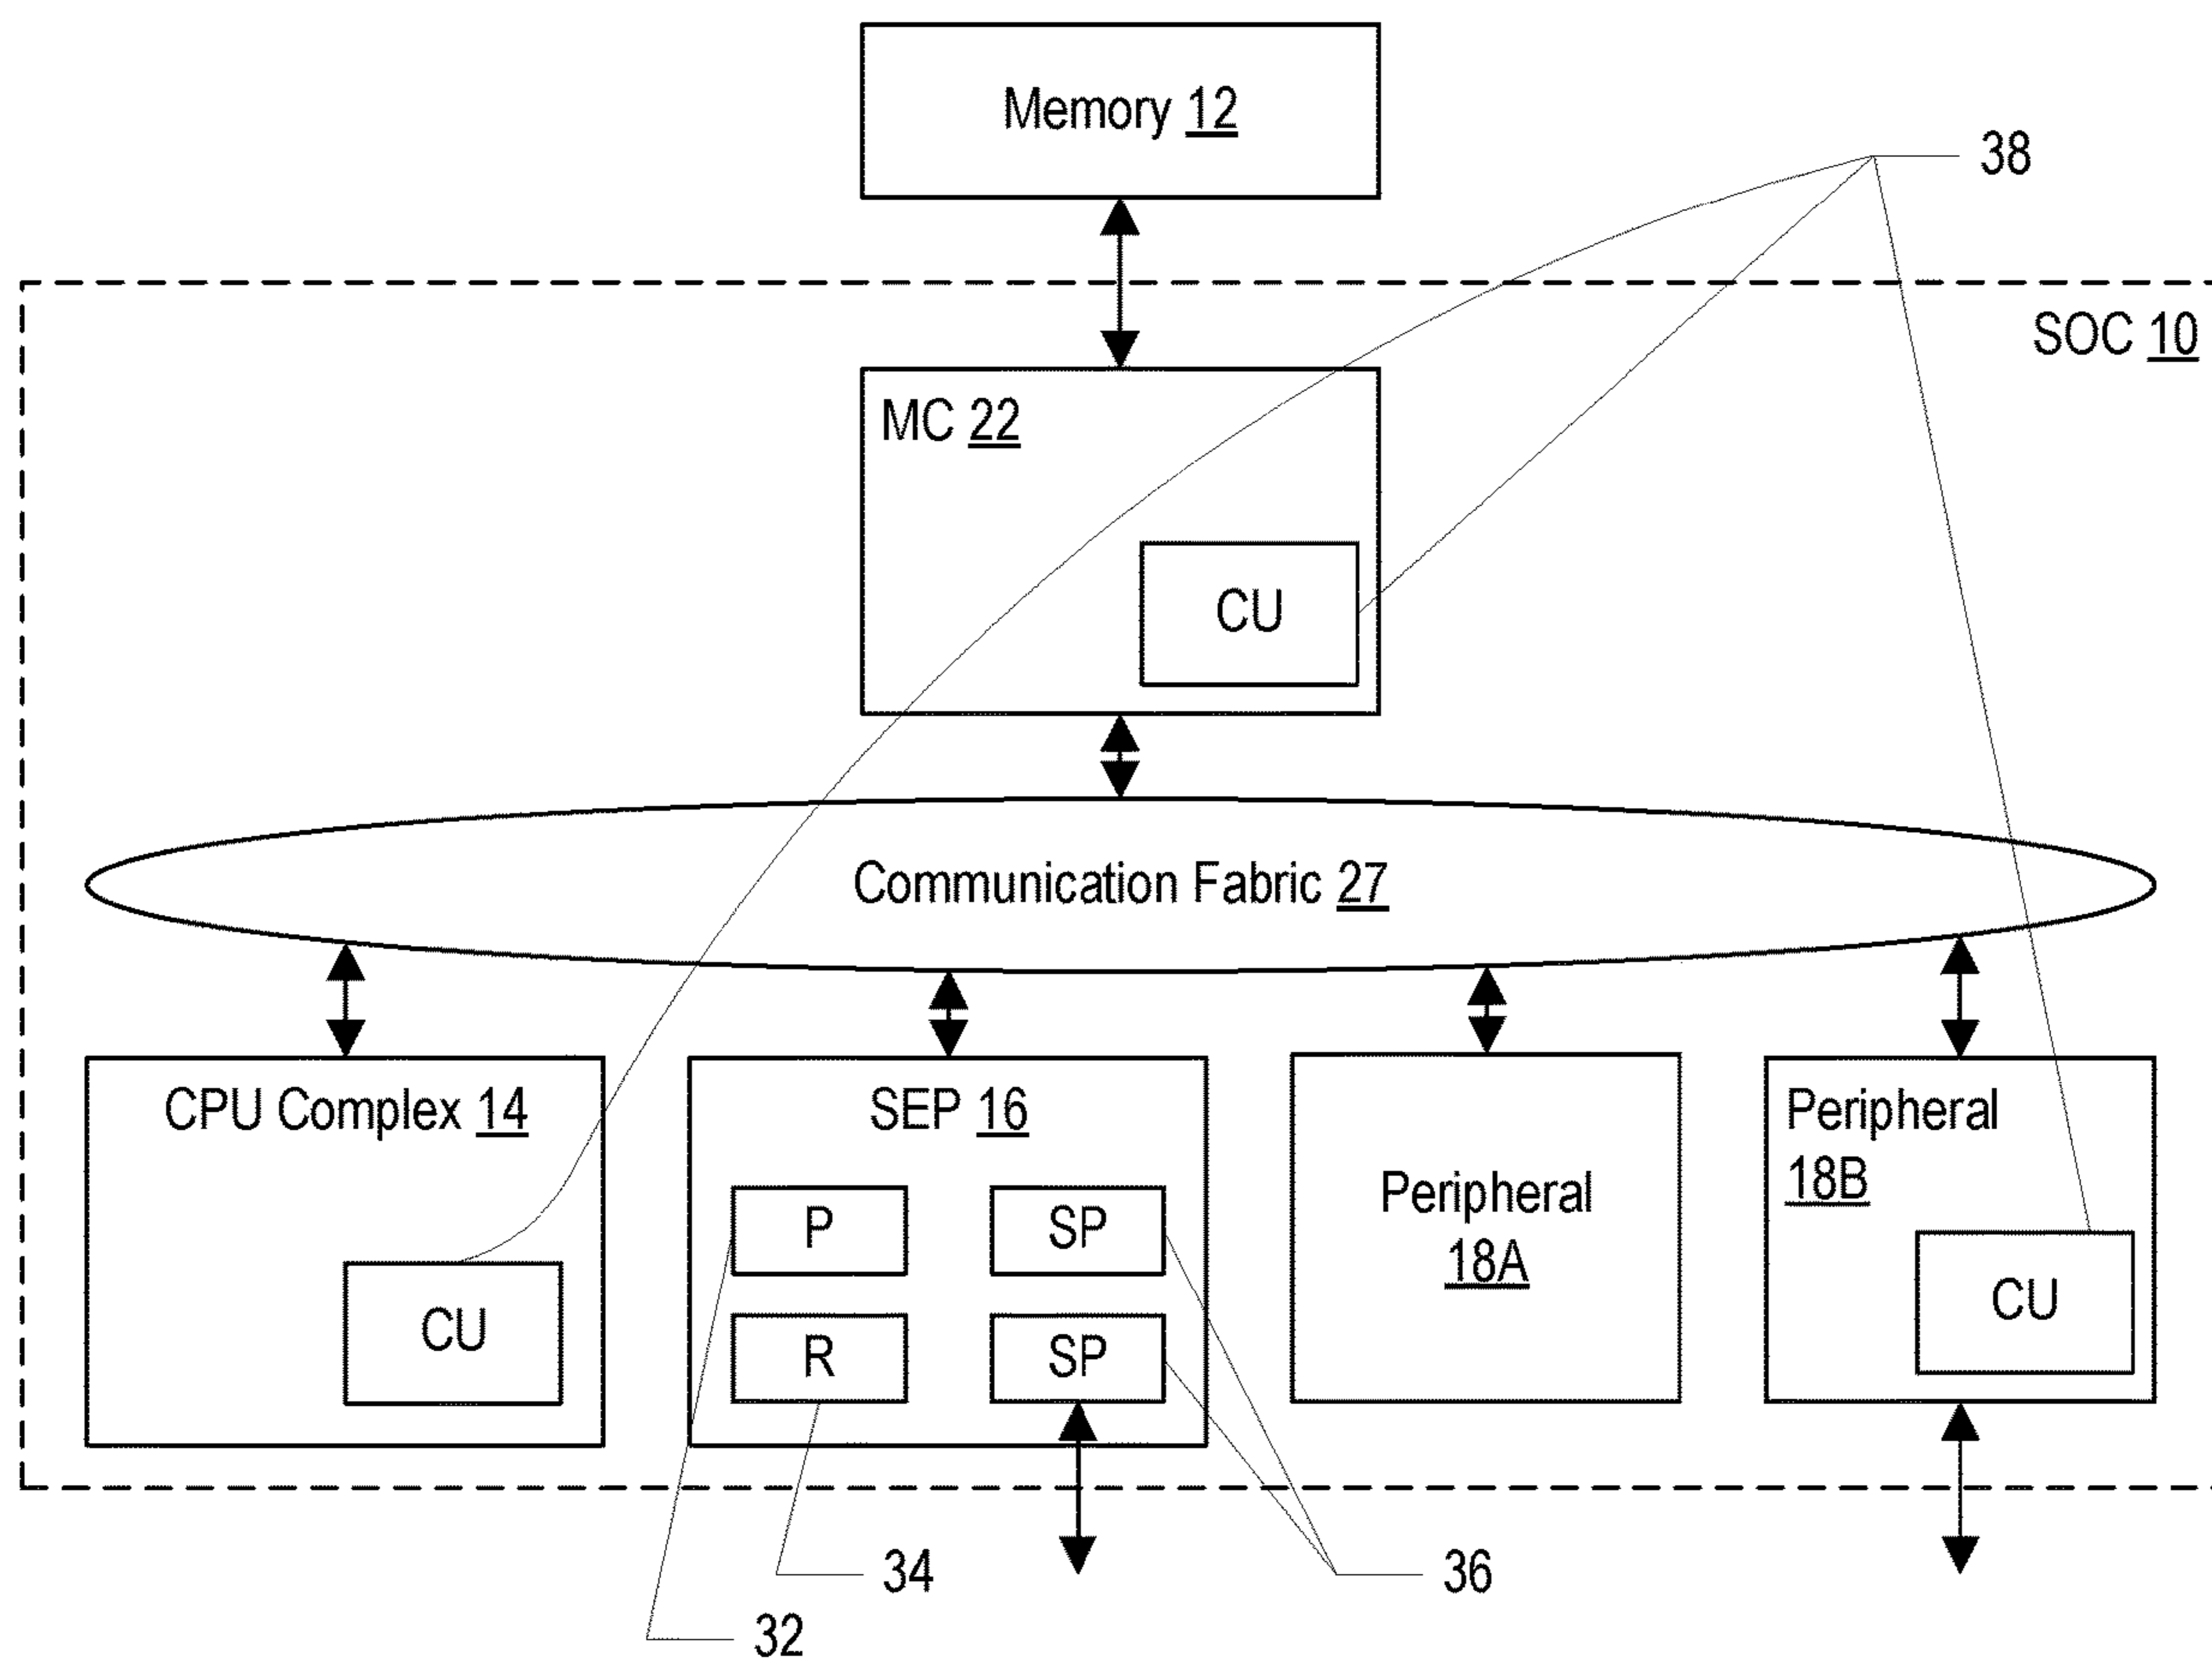 Memory 12
38
SOC 10
MC 22
CU
Communication Fabric 27
CPU Complex 14
CU
SEP 16
P
SP
R
SP
Peripheral
18A
Peripheral
18B
CU
34
36
32